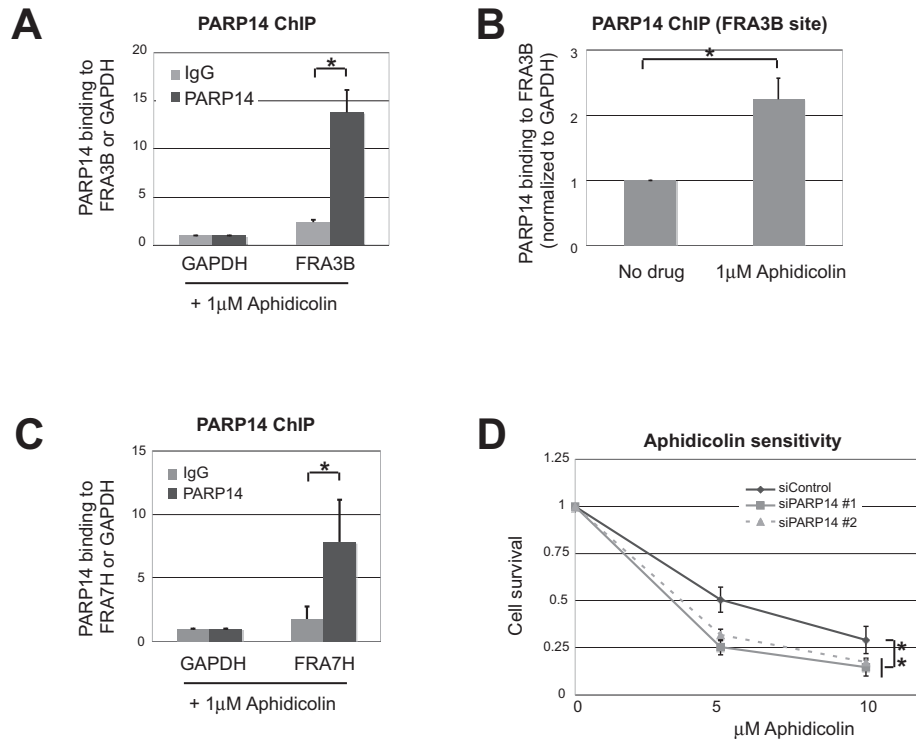 A
PARP14 ChIP
PARP14 binding to
FRA3B or GAPDH
20
15
10
5
0
IgG
PARP14
*
GAPDH
FRA3B
+ 1µM Aphidicolin
B
PARP14 ChIP (FRA3B site)
PARP14 binding to FRA3B
(normalized to GAPDH)
3
2
1
0
*
No drug
1µM Aphidicolin
C
PARP14 ChIP
PARP14 binding to
FRA7H or GAPDH
15
10
5
0
IgG
PARP14
*
GAPDH
FRA7H
+ 1µM Aphidicolin
D
Aphidicolin sensitivity
Cell survival
1.25
1
0.75
0.5
0.25
0
siControl
siPARP14 #1
siPARP14 #2
*
*
0
5
10
µM Aphidicolin